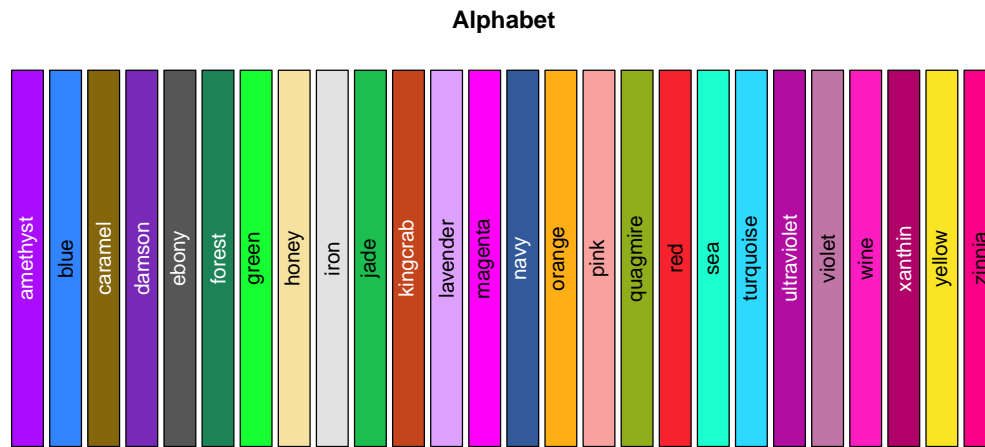 Alphabet
amethyst
blue
caramel
damson
ebony
forest
green
honey
iron
jade
kingcrab
lavender
magenta
navy
orange
pink
quagmire
red
sea
turquoise
ultraviolet
violet
wine
xanthin
yellow
zinnia